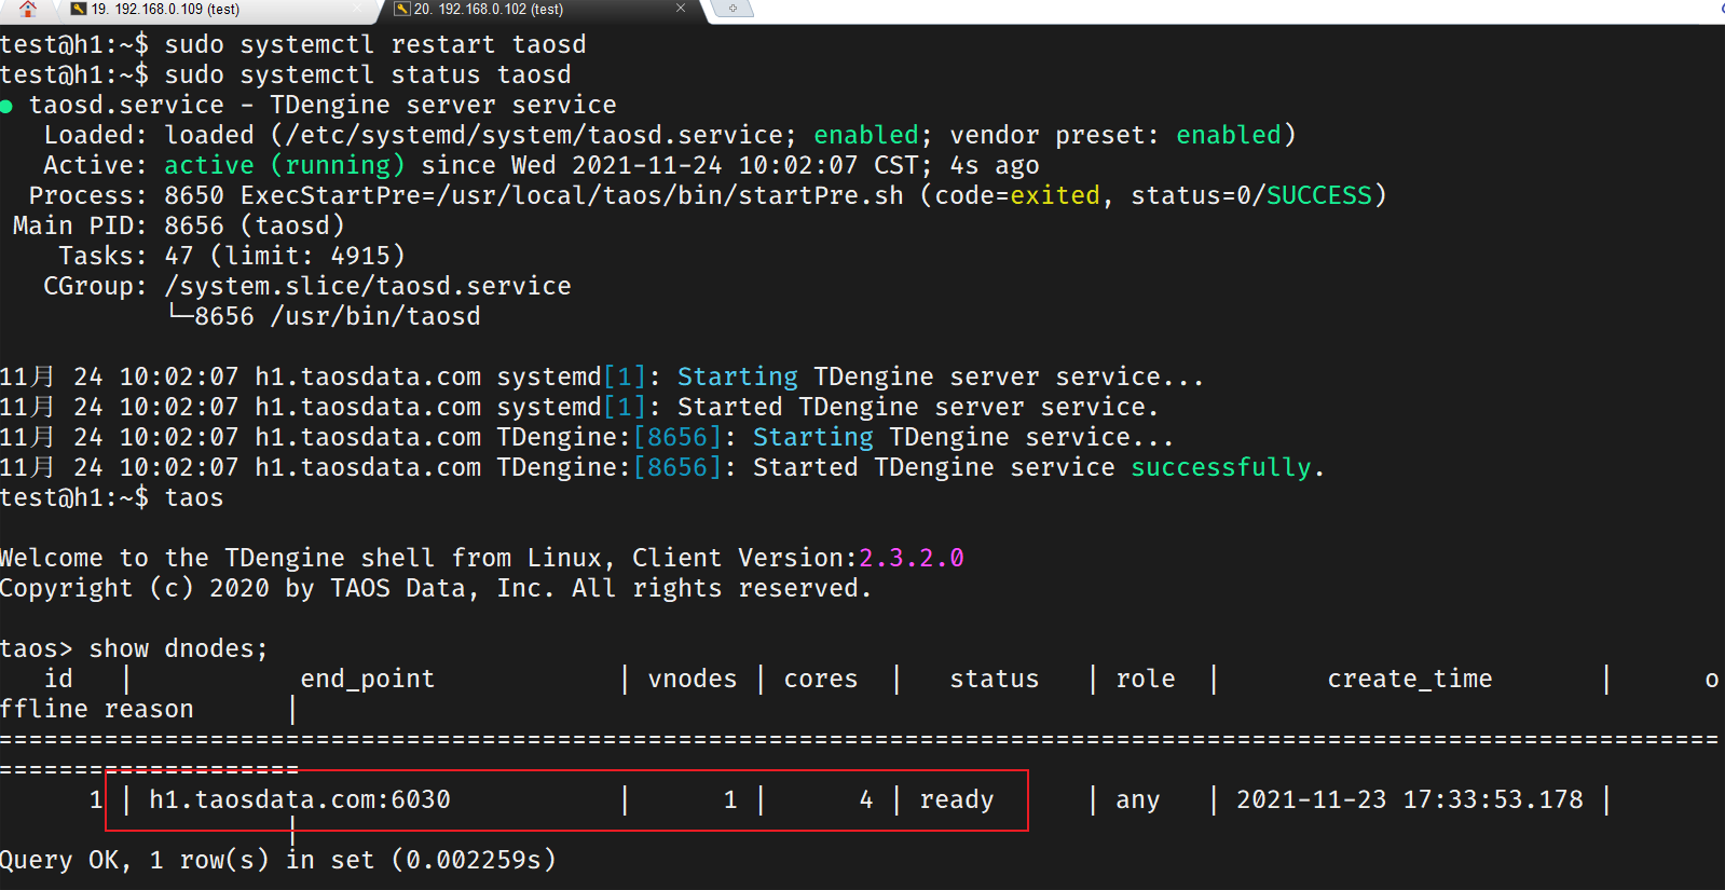 19. 192.168.0.109 (test)
20. 192.168.0.102 (test)
test@h1:~$ sudo systemctl restart taosd
test@h1:~$ sudo systemctl status taosd
● taosd.service - TDengine server service
Loaded: loaded (/etc/systemd/system/taosd.service; enabled; vendor preset: enabled)
Active: active (running) since Wed 2021-11-24 10:02:07 CST; 4s ago
Process: 8650 ExecStartPre=/usr/local/taos/bin/startPre.sh (code=exited, status=0/SUCCESS)
Main PID: 8656 (taosd)
Tasks: 47 (limit: 4915)
CGroup: /system.slice/taosd.service
└─8656 /usr/bin/taosd
11月 24 10:02:07 h1.taosdata.com systemd[1]: Starting TDengine server service...
11月 24 10:02:07 h1.taosdata.com systemd[1]: Started TDengine server service.
11月 24 10:02:07 h1.taosdata.com TDengine:[8656]: Starting TDengine service...
11月 24 10:02:07 h1.taosdata.com TDengine:[8656]: Started TDengine service successfully.
test@h1:~$ taos
Welcome to the TDengine shell from Linux, Client Version:2.3.2.0
Copyright (c) 2020 by TAOS Data, Inc. All rights reserved.
taos> show dnodes;
id | end_point | vnodes | cores | status | role | create_time | o
ffline reason |
===================================================================================================================
====================
1 | h1.taosdata.com:6030 | 1 | 4 | ready | any | 2021-11-23 17:33:53.178 |
|
Query OK, 1 row(s) in set (0.002259s)